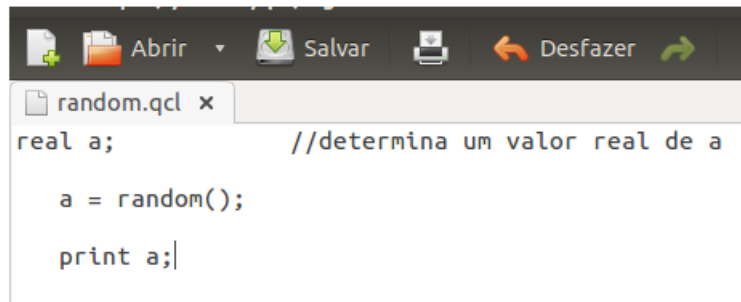 Abrir Salvar Desfazer
random.qcl ×
real a; //determina um valor real de a
a = random();
print a;